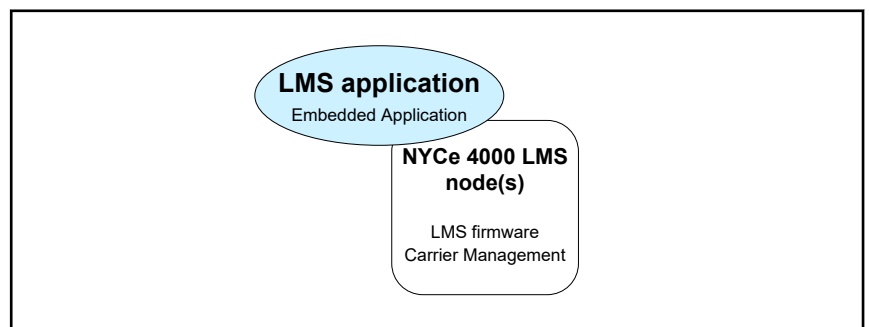 LMS application
Embedded Application
NYCe 4000 LMS
node(s)
LMS firmware
Carrier Management